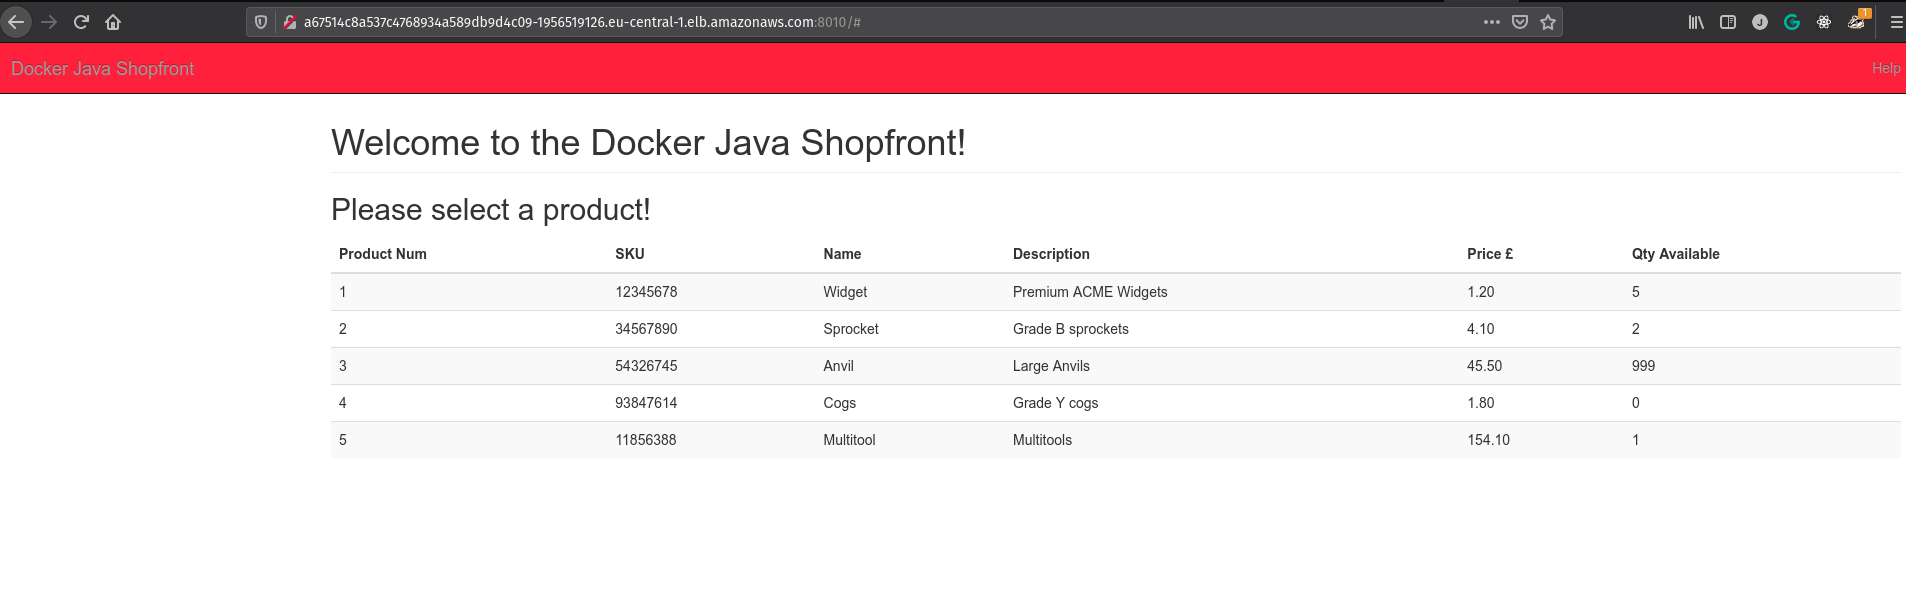 a67514c8a537c4768934a589db9d4c09-1956519126.eu-central-1.elb.amazonaws.com:8010/#
J
1
Docker Java Shopfront Help
Welcome to the Docker Java Shopfront!
Please select a product!
Product Num SKU Name Description Price £ Qty Available
1 12345678 Widget Premium ACME Widgets 1.20 5
2 34567890 Sprocket Grade B sprockets 4.10 2
3 54326745 Anvil Large Anvils 45.50 999
4 93847614 Cogs Grade Y cogs 1.80 0
5 11856388 Multitool Multitools 154.10 1